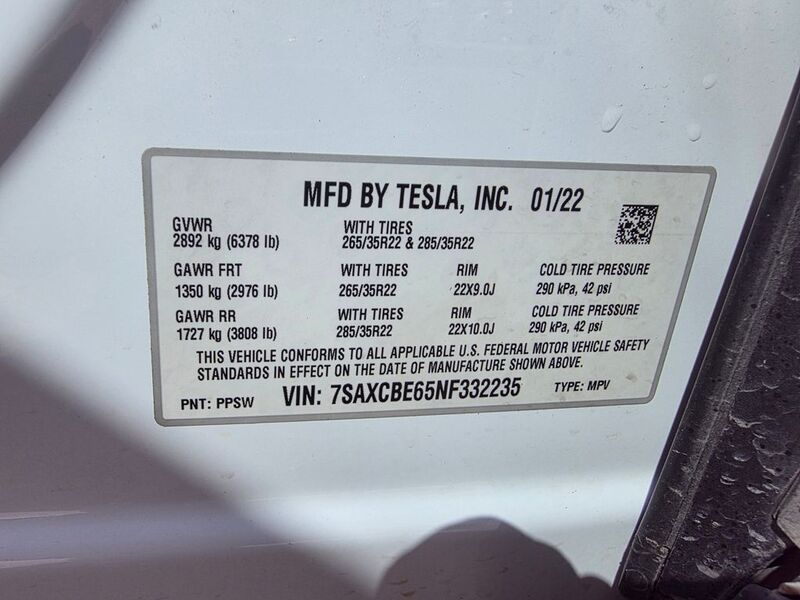 MFD BY TESLA, INC. 01/22
GVWR WITH TIRES
2892 kg (6378 lb) 265/35R22 & 285/35R22
GAWR FRT WITH TIRES RIM COLD TIRE PRESSURE
1350 kg (2976 lb) 265/35R22 22X9.0J 290 kPa, 42 psi
GAWR RR WITH TIRES RIM COLD TIRE PRESSURE
1727 kg (3808 lb) 285/35R22 22X10.0J 290 kPa, 42 psi
THIS VEHICLE CONFORMS TO ALL APPLICABLE U.S. FEDERAL MOTOR VEHICLE SAFETY
STANDARDS IN EFFECT ON THE DATE OF MANUFACTURE SHOWN ABOVE.
PNT: PPSW VIN: 7SAXCBE65NF332235 TYPE: MPV